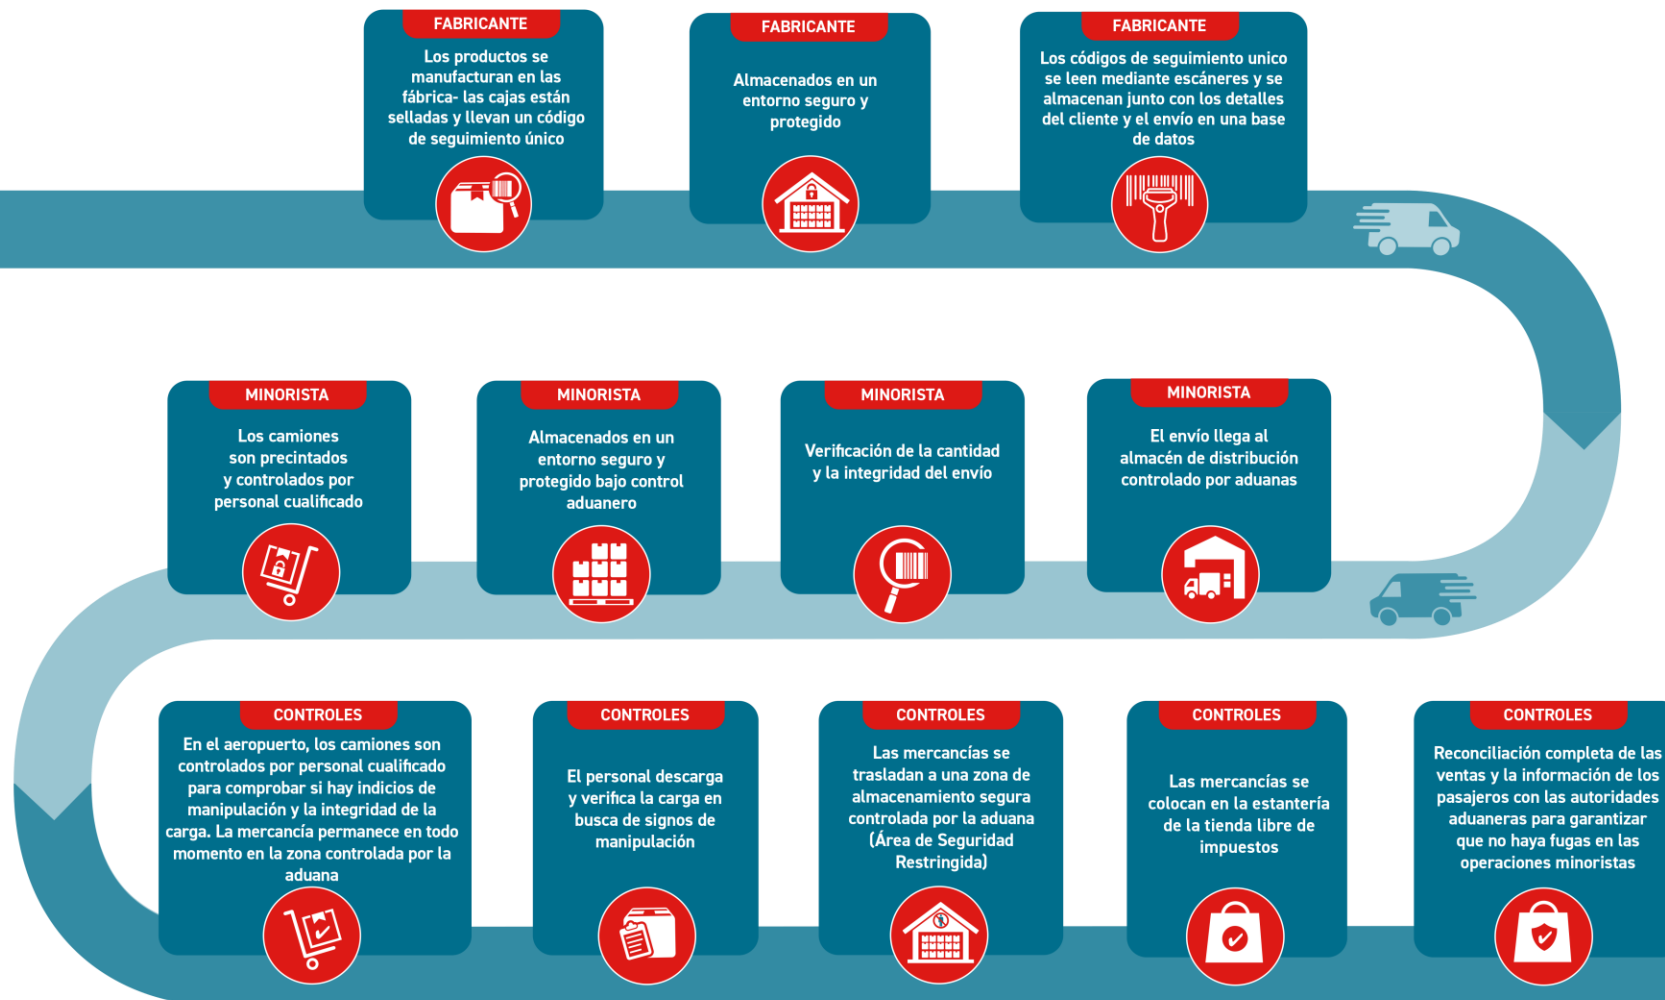 FABRICANTE
Los productos se
manufacturan en las
fábrica- las cajas están
selladas y llevan un código
de seguimiento único
FABRICANTE
Almacenados en un
entorno seguro y
protegido
FABRICANTE
Los códigos de seguimiento unico
se leen mediante escáneres y se
almacenan junto con los detalles
del cliente y el envío en una base
de datos
MINORISTA
El envío llega al
almacén de distribución
controlado por aduanas
MINORISTA
Verificación de la cantidad
y la integridad del envío
MINORISTA
Almacenados en un
entorno seguro y
protegido bajo control
aduanero
MINORISTA
Los camiones
son precintados
y controlados por
personal cualificado
CONTROLES
En el aeropuerto, los camiones son
controlados por personal cualificado
para comprobar si hay indicios de
manipulación y la integridad de la
carga. La mercancía permanece en todo
momento en la zona controlada por la
aduana
CONTROLES
El personal descarga
y verifica la carga en
busca de signos de
manipulación
CONTROLES
Las mercancías se
trasladan a una zona de
almacenamiento segura
controlada por la aduana
(Área de Seguridad
Restringida)
CONTROLES
Las mercancías se
colocan en la estantería
de la tienda libre de
impuestos
CONTROLES
Reconciliación completa de las
ventas y la información de los
pasajeros con las autoridades
aduaneras para garantizar
que no haya fugas en las
operaciones minoristas